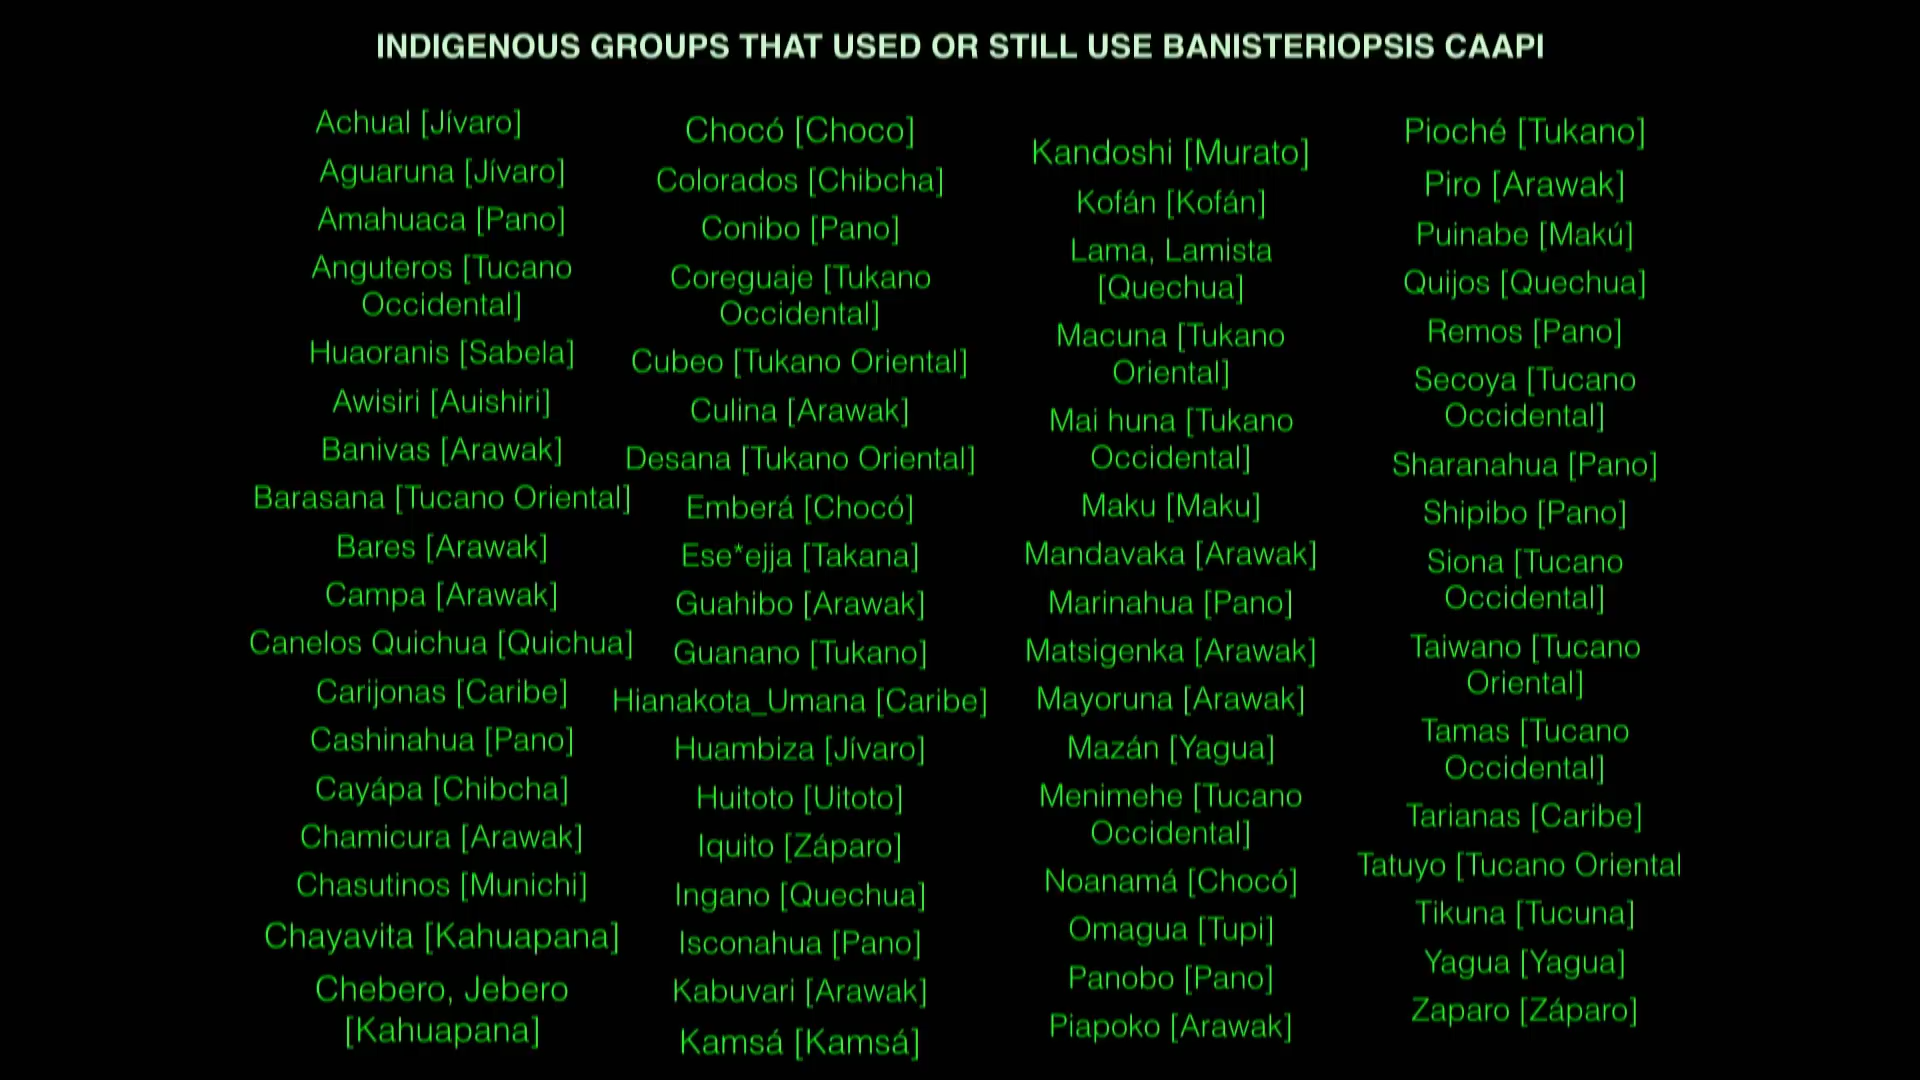 INDIGENOUS GROUPS THAT USED OR STILL USE BANISTERIOPSIS CAAPI
Achual [Jívaro]
Aguaruna [Jívaro]
Amahuaca [Pano]
Anguteros [Tucano
Occidental]
Huaoranis [Sabela]
Awisiri [Auishiri]
Banivas [Arawak]
Barasana [Tucano Oriental]
Bares [Arawak]
Campa [Arawak]
Canelos Quichua [Quichua]
Carijonas [Caribe]
Cashinahua [Pano]
Cayápa [Chibcha]
Chamicura [Arawak]
Chasutinos [Munichi]
Chayavita [Kahuapana]
Chebero, Jebero
[Kahuapana]
Chocó [Choco]
Colorados [Chibcha]
Conibo [Pano]
Coreguaje [Tukano
Occidental]
Cubeo [Tukano Oriental]
Culina [Arawak]
Desana [Tukano Oriental]
Emberá [Chocó]
Ese*ejja [Takana]
Guahibo [Arawak]
Guanano [Tukano]
Hianakota_Umana [Caribe]
Huambiza [Jívaro]
Huitoto [Uitoto]
Iquito [Záparo]
Ingano [Quechua]
Isconahua [Pano]
Kabuvari [Arawak]
Kamsá [Kamsá]
Kandoshi [Murato]
Kofán [Kofán]
Lama, Lamista
[Quechua]
Macuna [Tukano
Oriental]
Mai huna [Tukano
Occidental]
Maku [Maku]
Mandavaka [Arawak]
Marinahua [Pano]
Matsigenka [Arawak]
Mayoruna [Arawak]
Mazán [Yagua]
Menimehe [Tucano
Occidental]
Noanamá [Chocó]
Omagua [Tupi]
Panobo [Pano]
Piapoko [Arawak]
Pioché [Tukano]
Piro [Arawak]
Puinabe [Makú]
Quijos [Quechua]
Remos [Pano]
Secoya [Tucano
Occidental]
Sharanahua [Pano]
Shipibo [Pano]
Siona [Tucano
Occidental]
Taiwano [Tucano
Oriental]
Tamas [Tucano
Occidental]
Tarianas [Caribe]
Tatuyo [Tucano Oriental
Tikuna [Tucuna]
Yagua [Yagua]
Zaparo [Záparo]